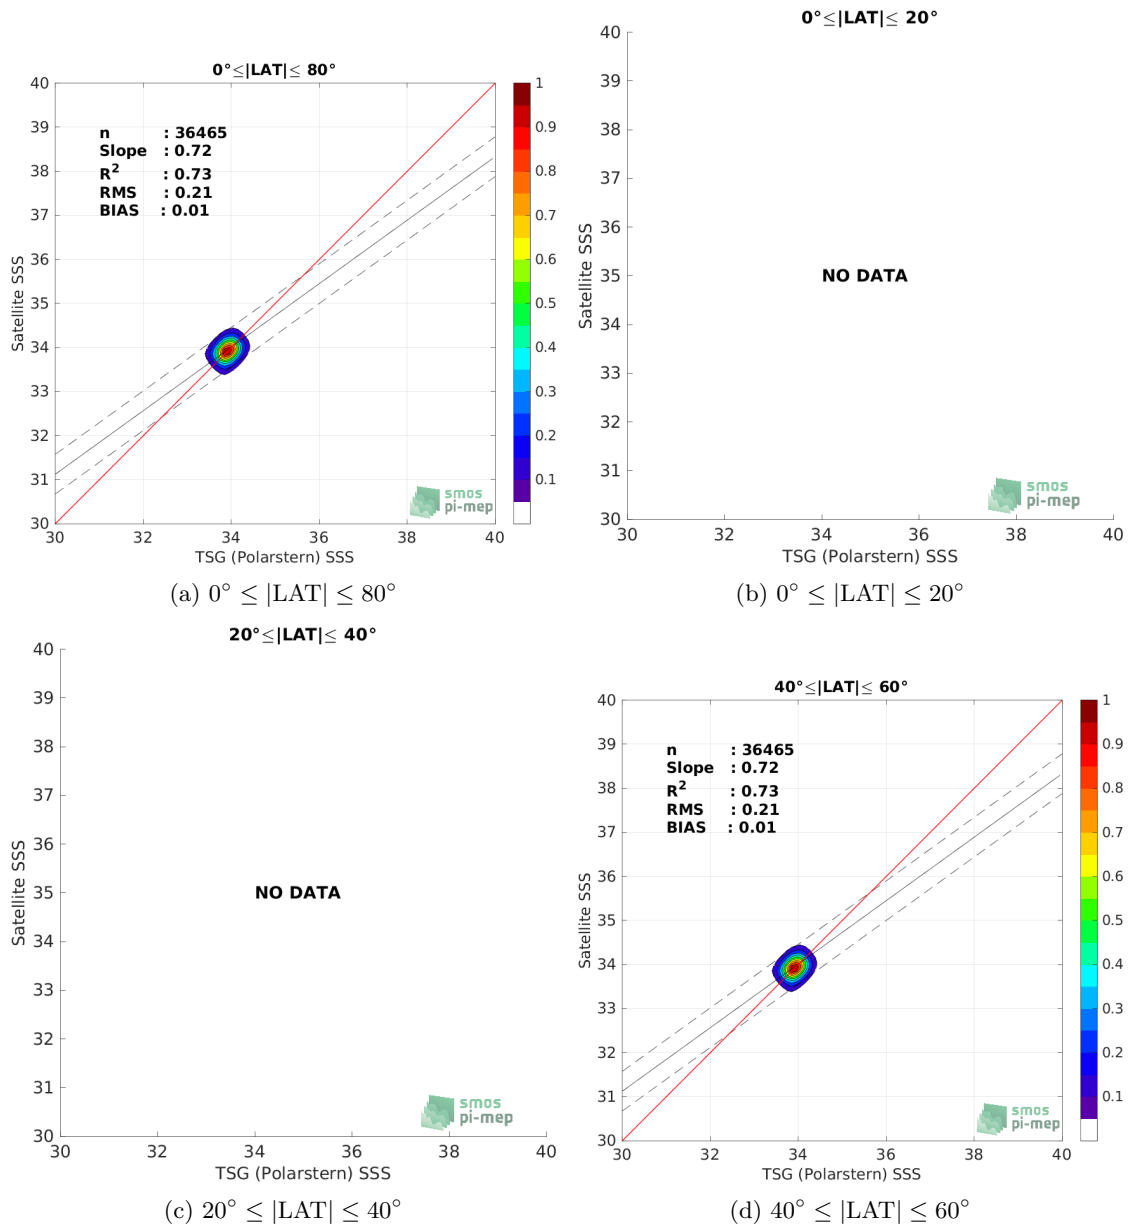 0°≤|LAT|≤ 80°
40
39
38
37
36
35
34
33
32
31
30
Satellite SSS
n : 36465
Slope : 0.72
R² : 0.73
RMS : 0.21
BIAS : 0.01
1
0.9
0.8
0.7
0.6
0.5
0.4
0.3
0.2
0.1
smos
pi-mep
30 32 34 36 38 40
TSG (Polarstern) SSS
(a) 0° ≤ |LAT| ≤ 80°
0°≤|LAT|≤ 20°
40
39
38
37
36
35
34
33
32
31
30
Satellite SSS
NO DATA
smos
pi-mep
30 32 34 36 38 40
TSG (Polarstern) SSS
(b) 0° ≤ |LAT| ≤ 20°
20°≤|LAT|≤ 40°
40
39
38
37
36
35
34
33
32
31
30
Satellite SSS
NO DATA
smos
pi-mep
30 32 34 36 38 40
TSG (Polarstern) SSS
(c) 20° ≤ |LAT| ≤ 40°
40°≤|LAT|≤ 60°
40
39
38
37
36
35
34
33
32
31
30
Satellite SSS
n : 36465
Slope : 0.72
R² : 0.73
RMS : 0.21
BIAS : 0.01
1
0.9
0.8
0.7
0.6
0.5
0.4
0.3
0.2
0.1
smos
pi-mep
30 32 34 36 38 40
TSG (Polarstern) SSS
(d) 40° ≤ |LAT| ≤ 60°